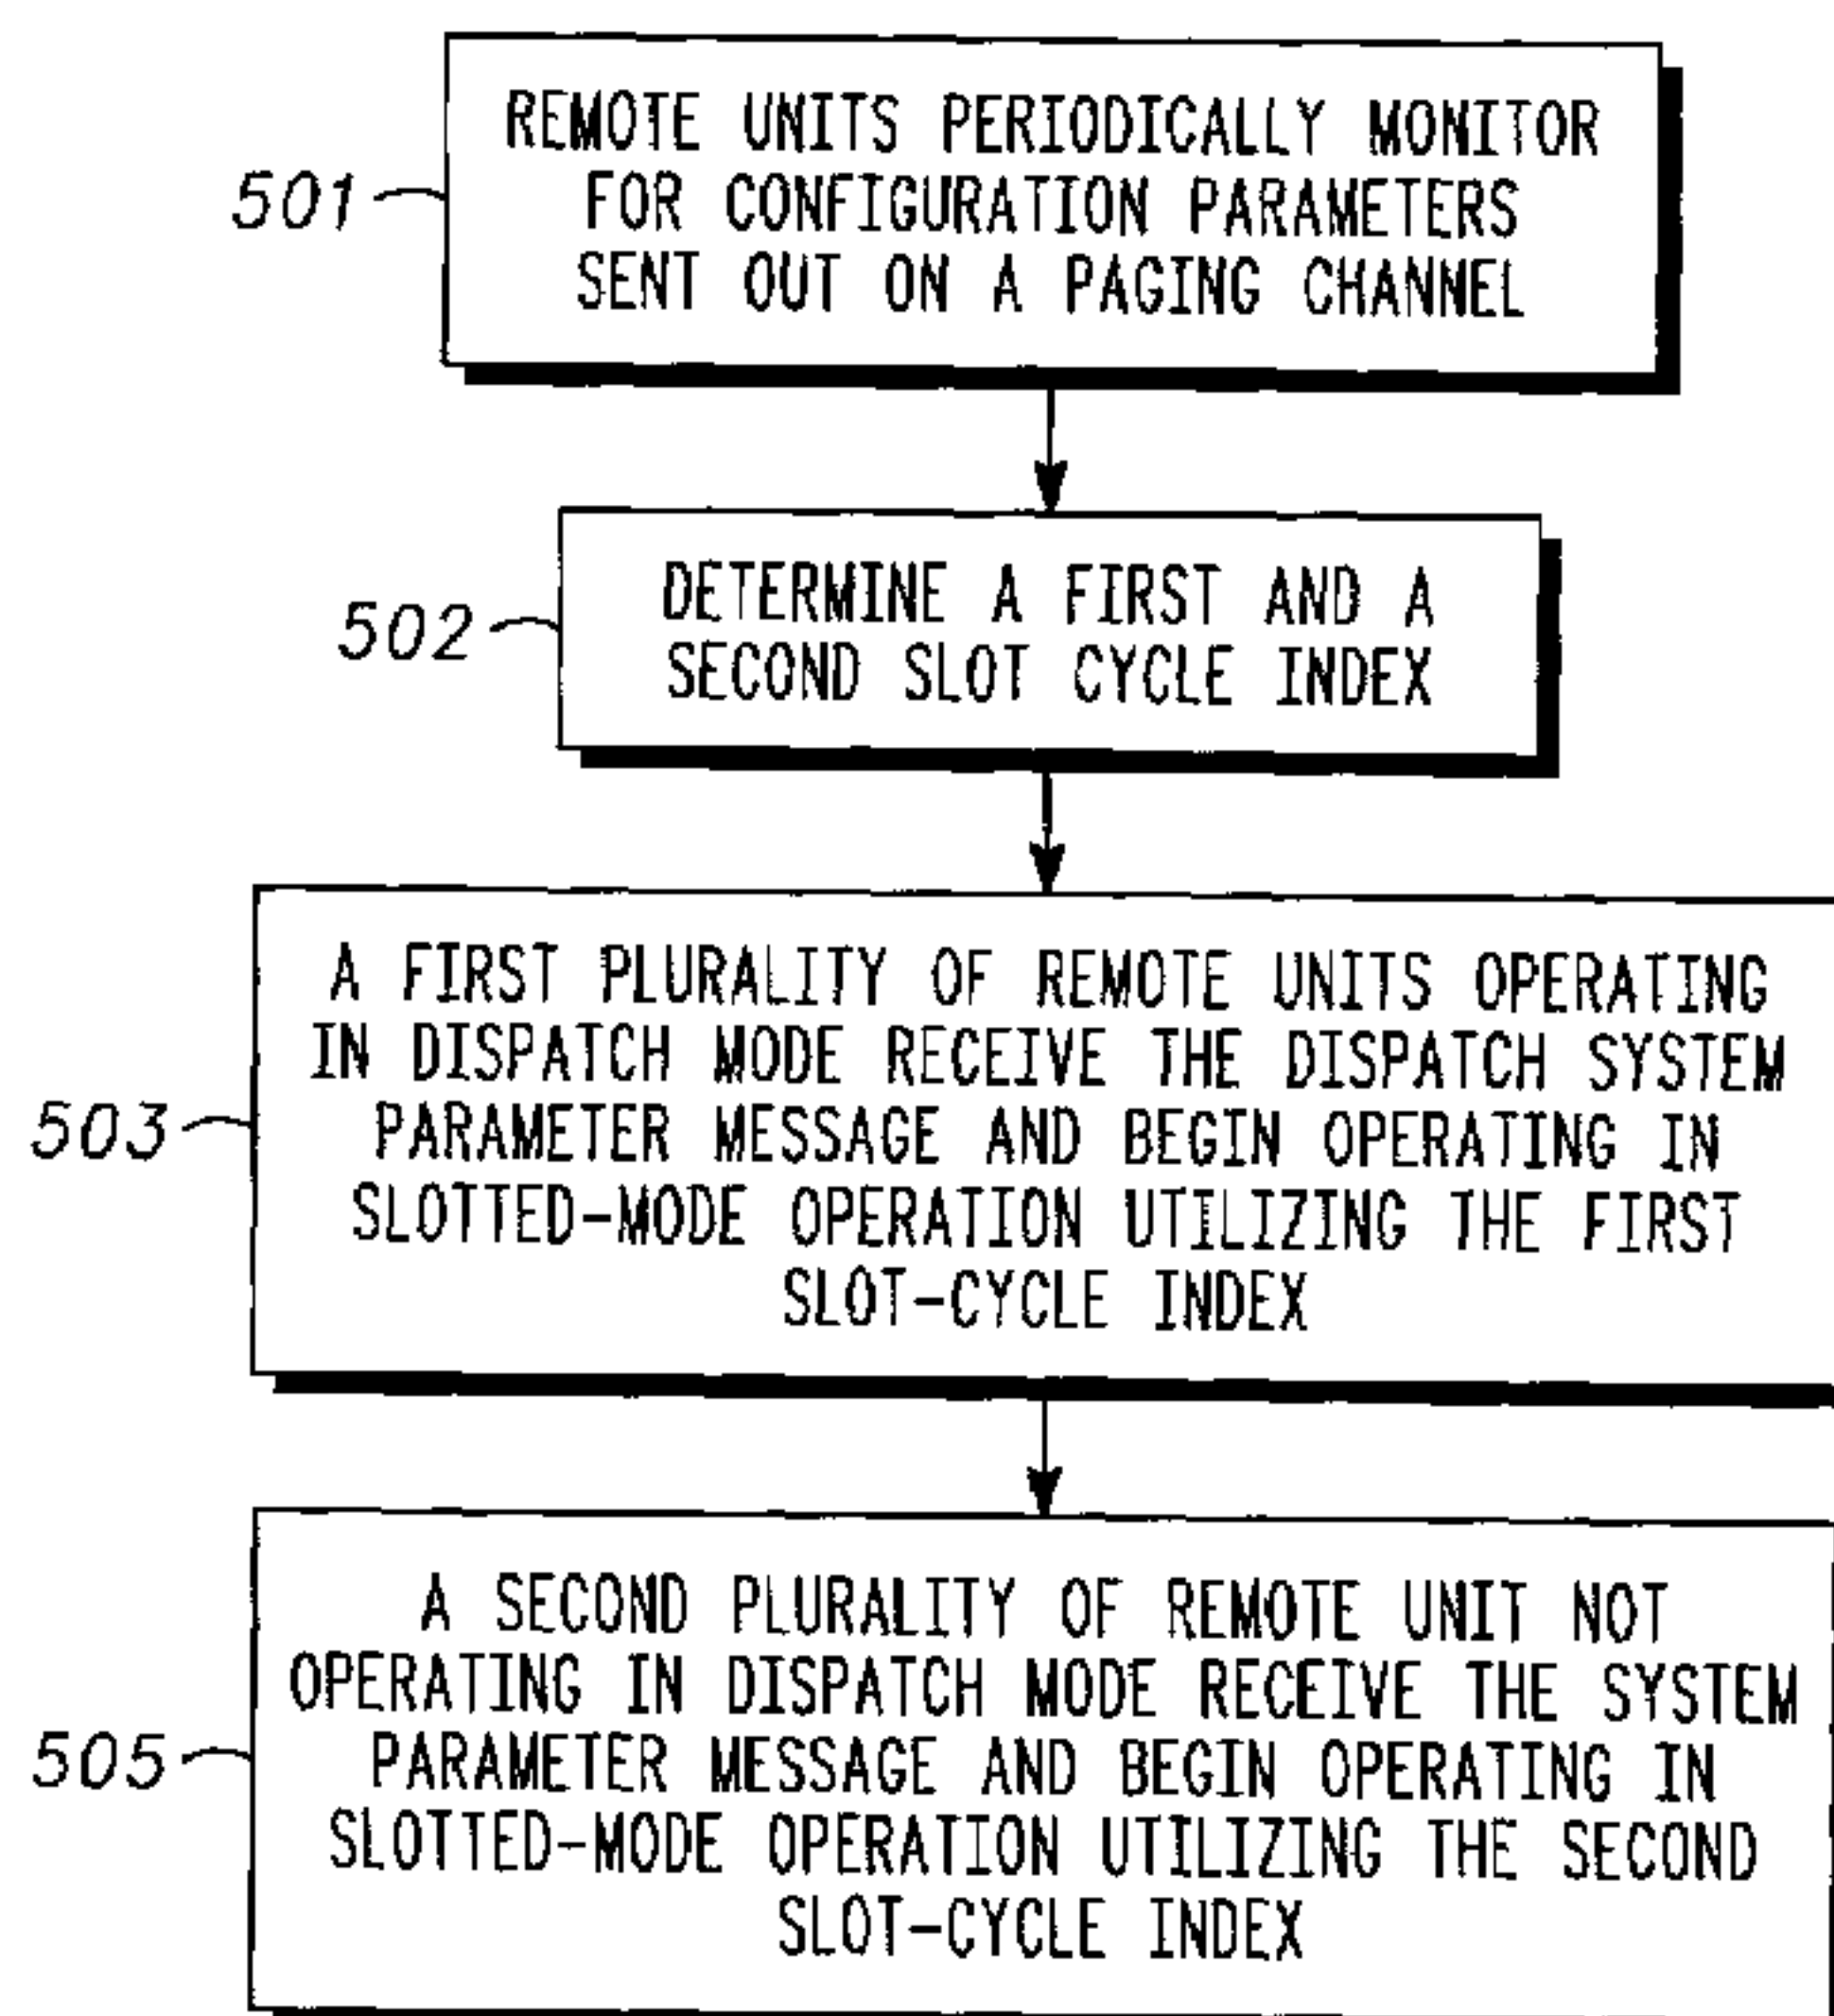 REMOTE UNITS PERIODICALLY MONITOR
FOR CONFIGURATION PARAMETERS
SENT OUT ON A PAGING CHANNEL
501
DETERMINE A FIRST AND A
SECOND SLOT CYCLE INDEX
502
A FIRST PLURALITY OF REMOTE UNITS OPERATING
IN DISPATCH MODE RECEIVE THE DISPATCH SYSTEM
PARAMETER MESSAGE AND BEGIN OPERATING IN
SLOTTED-MODE OPERATION UTILIZING THE FIRST
SLOT-CYCLE INDEX
503
A SECOND PLURALITY OF REMOTE UNIT NOT
OPERATING IN DISPATCH MODE RECEIVE THE SYSTEM
PARAMETER MESSAGE AND BEGIN OPERATING IN
SLOTTED-MODE OPERATION UTILIZING THE SECOND
SLOT-CYCLE INDEX
505